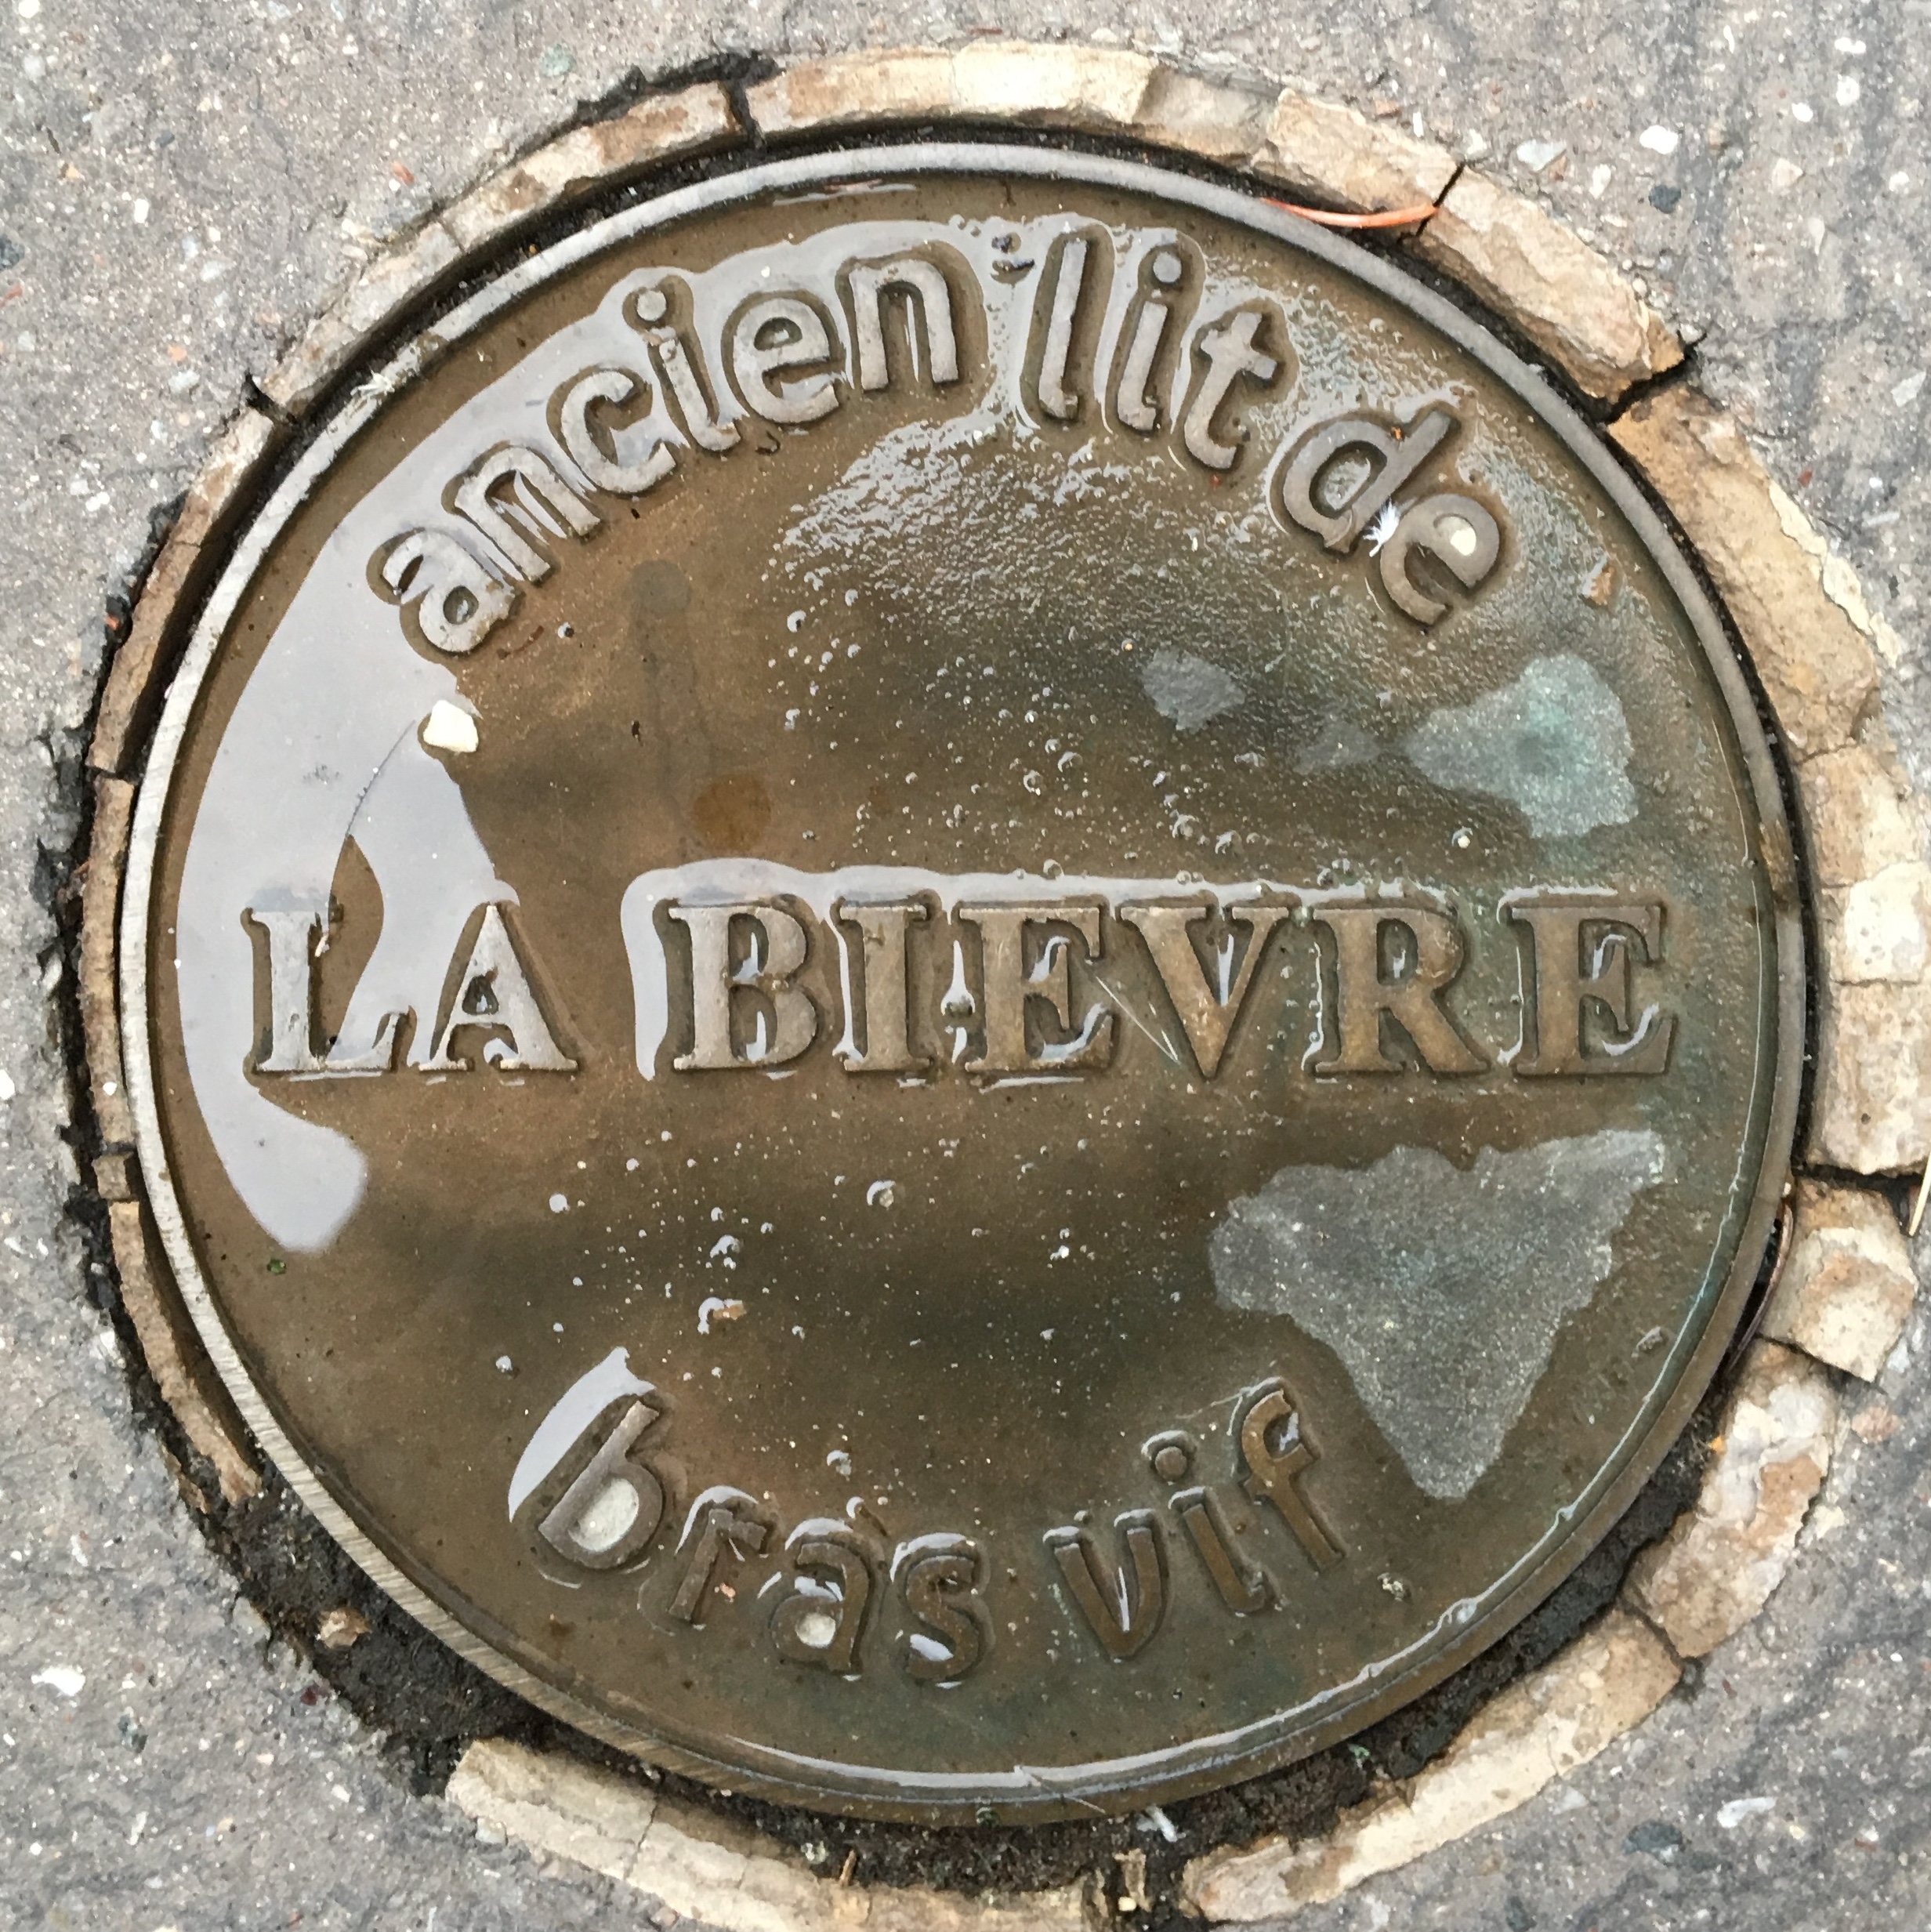 ancien lit de
LA BIEVRE
bras vif